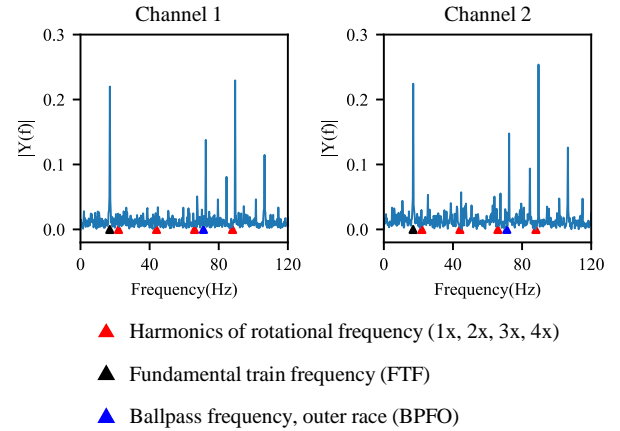 Channel 1
Channel 2
0.3
0.2
0.1
0.0
|Y(f)|
0
40
80
120
Frequency(Hz)
0.3
0.2
0.1
0.0
|Y(f)|
0
40
80
120
Frequency(Hz)
Harmonics of rotational frequency (1x, 2x, 3x, 4x)
Fundamental train frequency (FTF)
Ballpass frequency, outer race (BPFO)